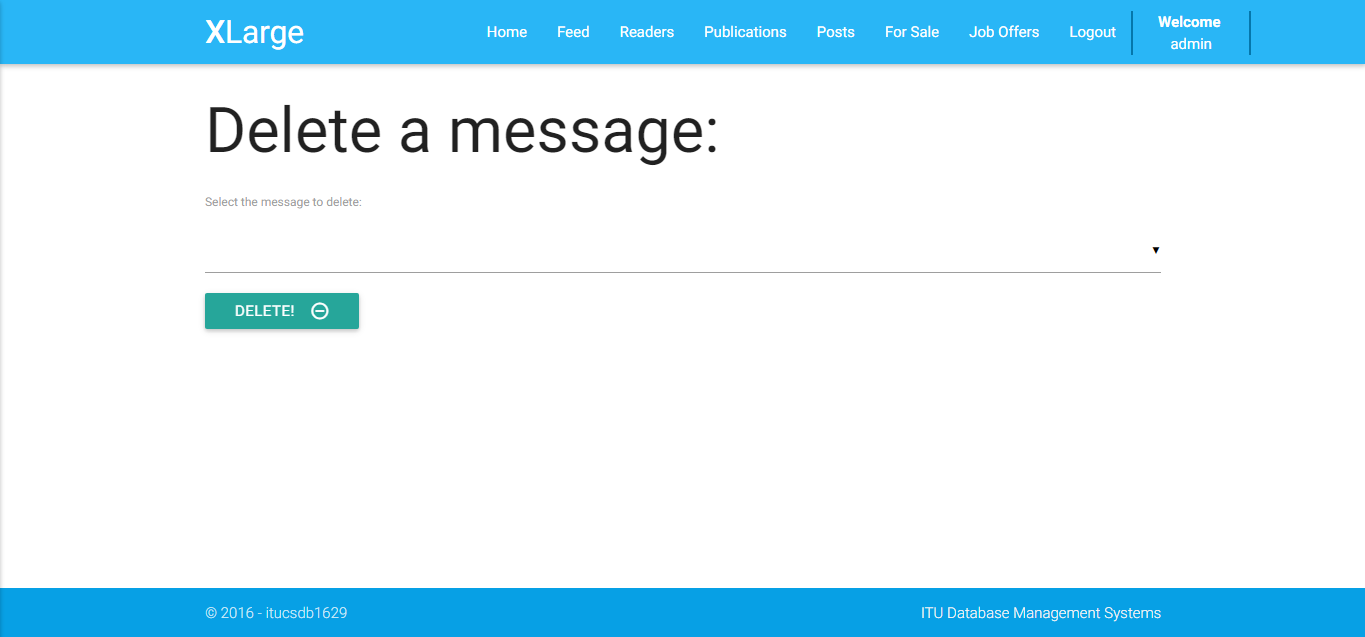 XLarge
Home Feed Readers Publications Posts For Sale Job Offers Logout Welcome
admin
Delete a message:
Select the message to delete:
DELETE!
© 2016 - itucsdb1629 ITU Database Management Systems